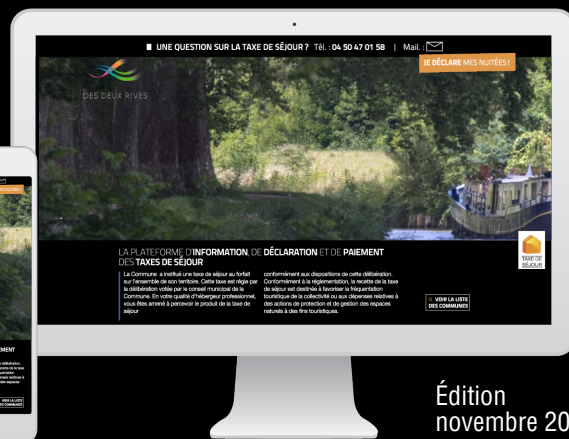 UNE QUESTION SUR LA TAXE DE SÉJOUR ? Tél. : 04 50 47 01 58 | Mail. :
JE DÉCLARE MES NUITÉES !
DES DEUX RIVES
LA PLATEFORME D'INFORMATION, DE DÉCLARATION ET DE PAIEMENT
DES TAXES DE SÉJOUR
La Commune a institué une taxe de séjour au forfait
sur l'ensemble de son territoire. Cette taxe est régie par
la délibération votée par le conseil municipal de la
Commune. En votre qualité d'hébergeur professionnel,
vous êtes amené à percevoir le produit de la taxe de
séjour
conformément aux dispositions de cette délibération.
Conformément à la réglementation, la recette de la taxe
de séjour est destinée à favoriser la fréquentation
touristique de la collectivité ou aux dépenses relatives à
des actions de protection et de gestion des espaces
naturels à des fins touristiques.
TAXE DE
SÉJOUR
VOIR LA LISTE
DES COMMUNES
VOIR LA LISTE
DES COMMUNES
Édition
novembre 20